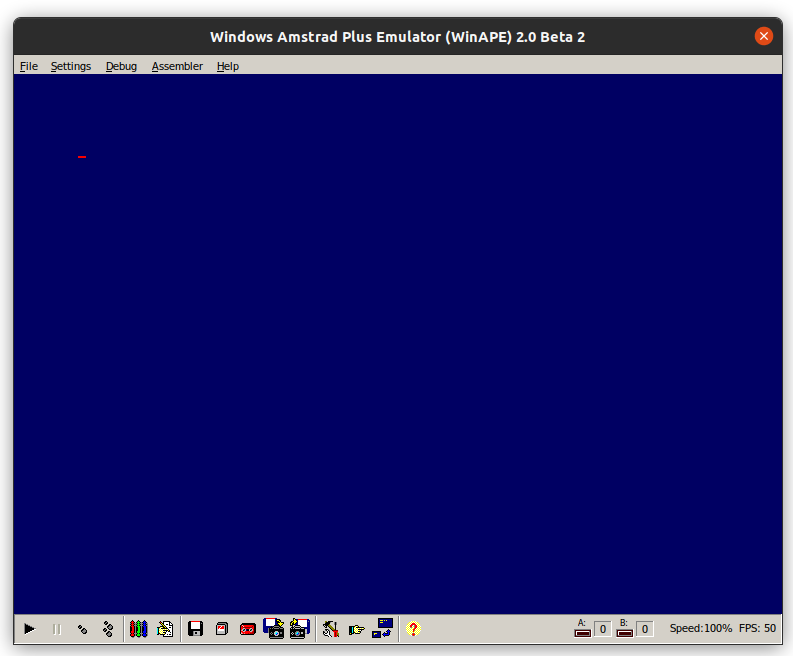 Windows Amstrad Plus Emulator (WinAPE) 2.0 Beta 2
File Settings Debug Assembler Help
A: 0 B: 0 Speed:100% FPS: 50